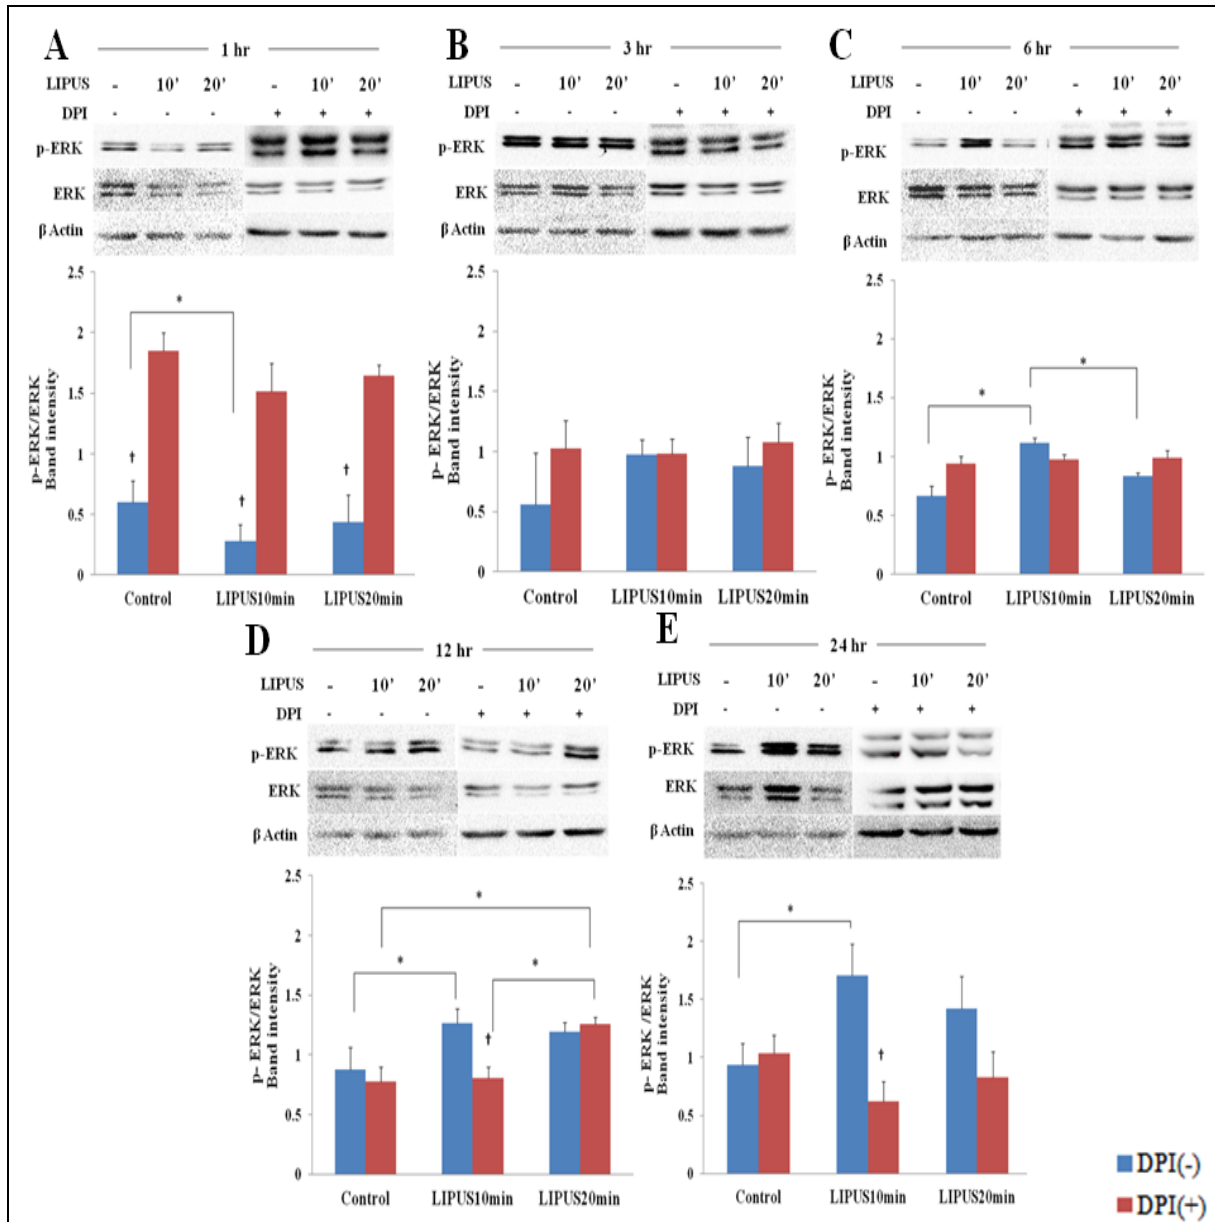 A
1 hr
LIPUS - 10' 20' - 10' 20'
DPI - - - + + +
p-ERK
ERK
β Actin
2.5
2
1.5
1
0.5
0
p-ERK/ERK
Band intensity
*
†
†
†
Control LIPUS10min LIPUS20min
B
3 hr
LIPUS - 10' 20' - 10' 20'
DPI - - - + + +
p-ERK
ERK
β Actin
2.5
2
1.5
1
0.5
0
p- ERK/ERK
Band intensity
Control LIPUS10min LIPUS20min
C
6 hr
LIPUS - 10' 20' - 10' 20'
DPI - - - + + +
p-ERK
ERK
β Actin
2.5
2
1.5
1
0.5
0
p- ERK/ERK
Band intensity
*
*
Control LIPUS10min LIPUS20min
D
12 hr
LIPUS - 10' 20' - 10' 20'
DPI - - - + + +
p-ERK
ERK
β Actin
2.5
2
1.5
1
0.5
0
p- ERK/ERK
Band intensity
*
*
*
†
Control LIPUS10min LIPUS20min
E
24 hr
LIPUS - 10' 20' - 10' 20'
DPI - - - + + +
p-ERK
ERK
β Actin
2.5
2
1.5
1
0.5
0
p- ERK /ERK
Band intensity
*
†
Control LIPUS10min LIPUS20min
DPI(-)
DPI(+)